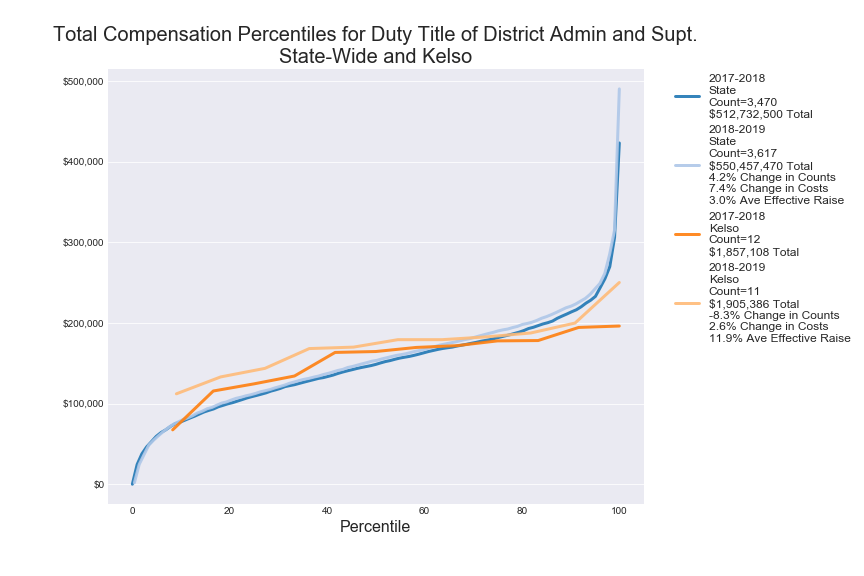 Total Compensation Percentiles for Duty Title of District Admin and Supt.
State-Wide and Kelso
$500,000
$400,000
$300,000
$200,000
$100,000
$0
0
20
40
60
80
100
Percentile
2017-2018
State
Count=3,470
$512,732,500 Total
2018-2019
State
Count=3,617
$550,457,470 Total
4.2% Change in Counts
7.4% Change in Costs
3.0% Ave Effective Raise
2017-2018
Kelso
Count=12
$1,857,108 Total
2018-2019
Kelso
Count=11
$1,905,386 Total
-8.3% Change in Counts
2.6% Change in Costs
11.9% Ave Effective Raise